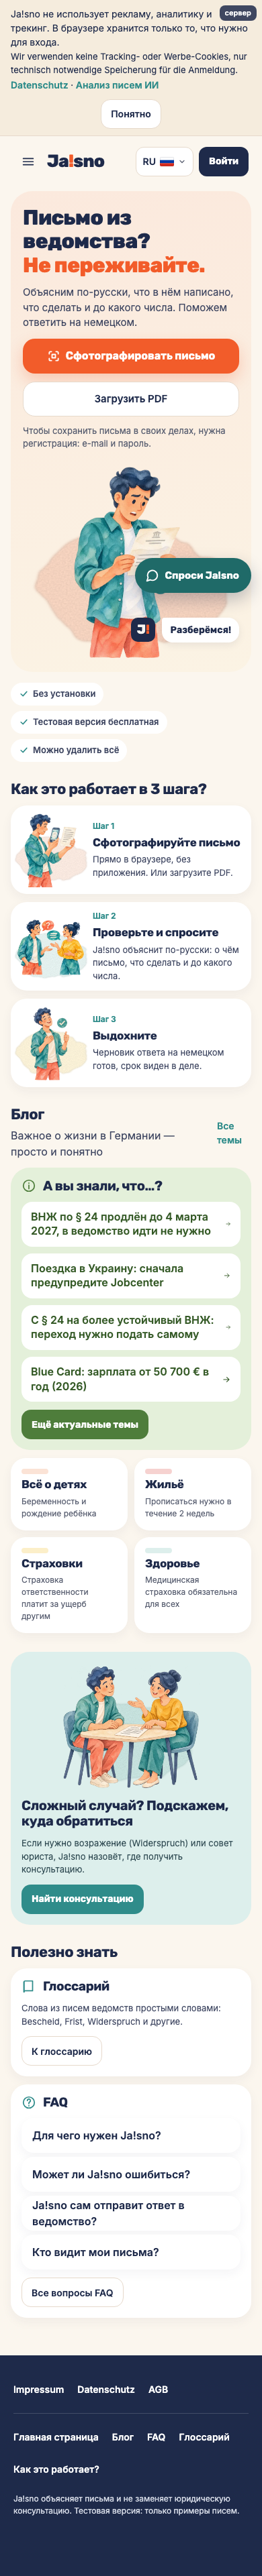 Ja!sno не использует рекламу, аналитику и
трекинг. В браузере хранится только то, что нужно
для входа.
сервер
Wir verwenden keine Tracking- oder Werbe-Cookies, nur
technisch notwendige Speicherung für die Anmeldung.
Datenschutz · Анализ писем ИИ
Понятно
Ja!sno
RU
Войти
Письмо из
ведомства?
Не переживайте.
Объясним по-русски, что в нём написано,
что сделать и до какого числа. Поможем
ответить на немецком.
Сфотографировать письмо
Загрузить PDF
Чтобы сохранить письма в своих делах, нужна
регистрация: e-mail и пароль.
Спроси Ja!sno
J!
Разберёмся!
Без установки
Тестовая версия бесплатная
Можно удалить всё
Как это работает в 3 шага?
Шаг 1
Сфотографируйте письмо
Прямо в браузере, без
приложения. Или загрузите PDF.
Шаг 2
Проверьте и спросите
Ja!sno объяснит по-русски: о чём
письмо, что сделать и до какого
числа.
Шаг 3
Выдохните
Черновик ответа на немецком
готов, срок виден в деле.
Блог
Важное о жизни в Германии —
просто и понятно
Все
темы
А вы знали, что…?
ВНЖ по § 24 продлён до 4 марта
2027, в ведомство идти не нужно
Поездка в Украину: сначала
предупредите Jobcenter
С § 24 на более устойчивый ВНЖ:
переход нужно подать самому
Blue Card: зарплата от 50 700 € в
год (2026)
Ещё актуальные темы
Всё о детях
Беременность и
рождение ребёнка
Жильё
Прописаться нужно в
течение 2 недель
Страховки
Страховка
ответственности
платит за ущерб
другим
Здоровье
Медицинская
страховка обязательна
для всех
Сложный случай? Подскажем,
куда обратиться
Если нужно возражение (Widerspruch) или совет
юриста, Ja!sno назовёт, где получить
консультацию.
Найти консультацию
Полезно знать
Глоссарий
Слова из писем ведомств простыми словами:
Bescheid, Frist, Widerspruch и другие.
К глоссарию
FAQ
Для чего нужен Ja!sno?
Может ли Ja!sno ошибиться?
Ja!sno сам отправит ответ в
ведомство?
Кто видит мои письма?
Все вопросы FAQ
Impressum Datenschutz AGB
Главная страница Блог FAQ Глоссарий
Как это работает?
Ja!sno объясняет письма и не заменяет юридическую
консультацию. Тестовая версия: только примеры писем.